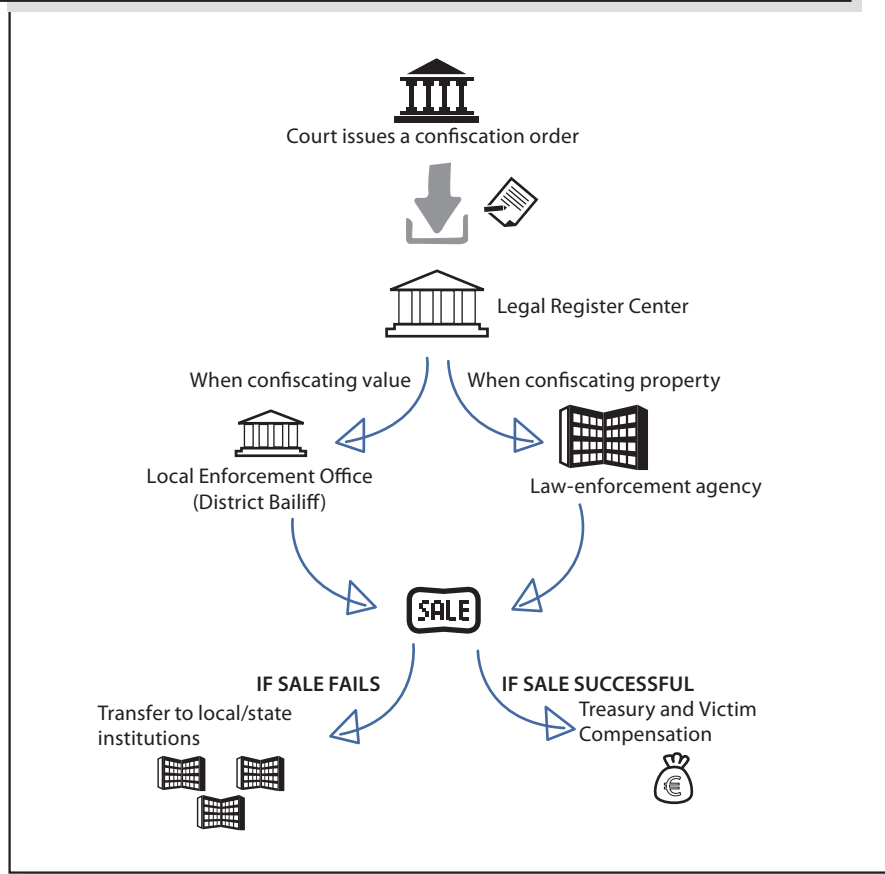 Court issues a confiscation order
Legal Register Center
When confiscating value
When confiscating property
Local Enforcement Office
(District Bailiff)
Law-enforcement agency
SALE
IF SALE FAILS
IF SALE SUCCESSFUL
Transfer to local/state
institutions
Treasury and Victim
Compensation
€